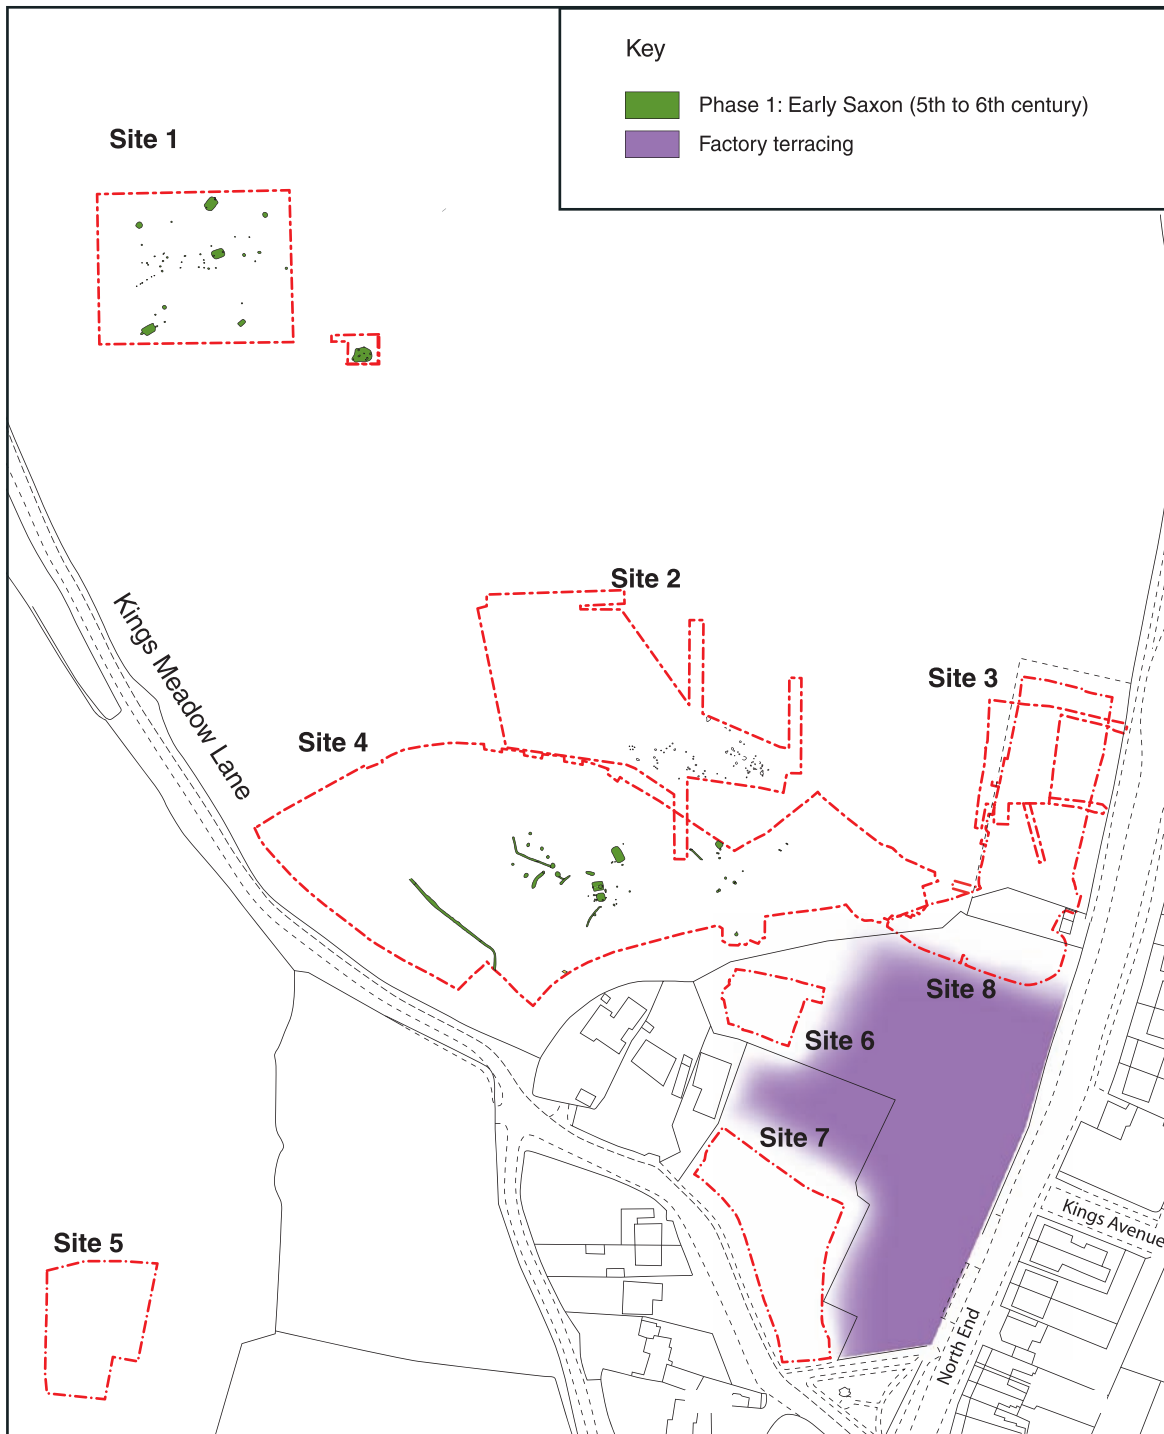 Key
Phase 1: Early Saxon (5th to 6th century)
Factory terracing
Site 1
Site 2
Kings Meadow Lane
Site 3
Site 4
Site 8
Site 6
Site 7
Kings Avenue
Site 5
North End